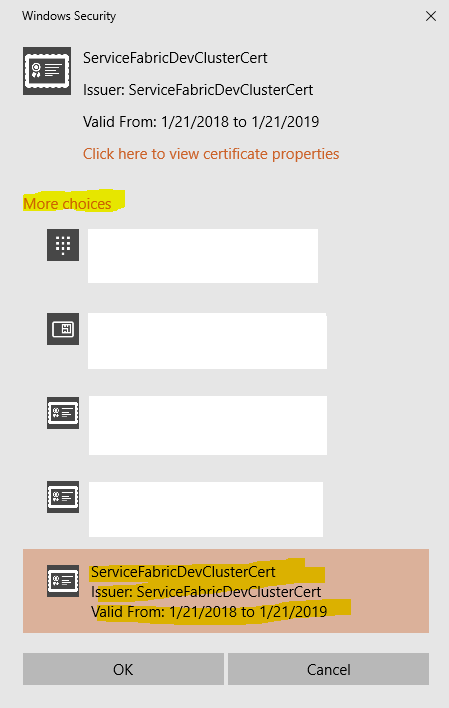 Windows Security
ServiceFabricDevClusterCert
Issuer: ServiceFabricDevClusterCert
Valid From: 1/21/2018 to 1/21/2019
Click here to view certificate properties
More choices
ServiceFabricDevClusterCert
Issuer: ServiceFabricDevClusterCert
Valid From: 1/21/2018 to 1/21/2019
OK
Cancel